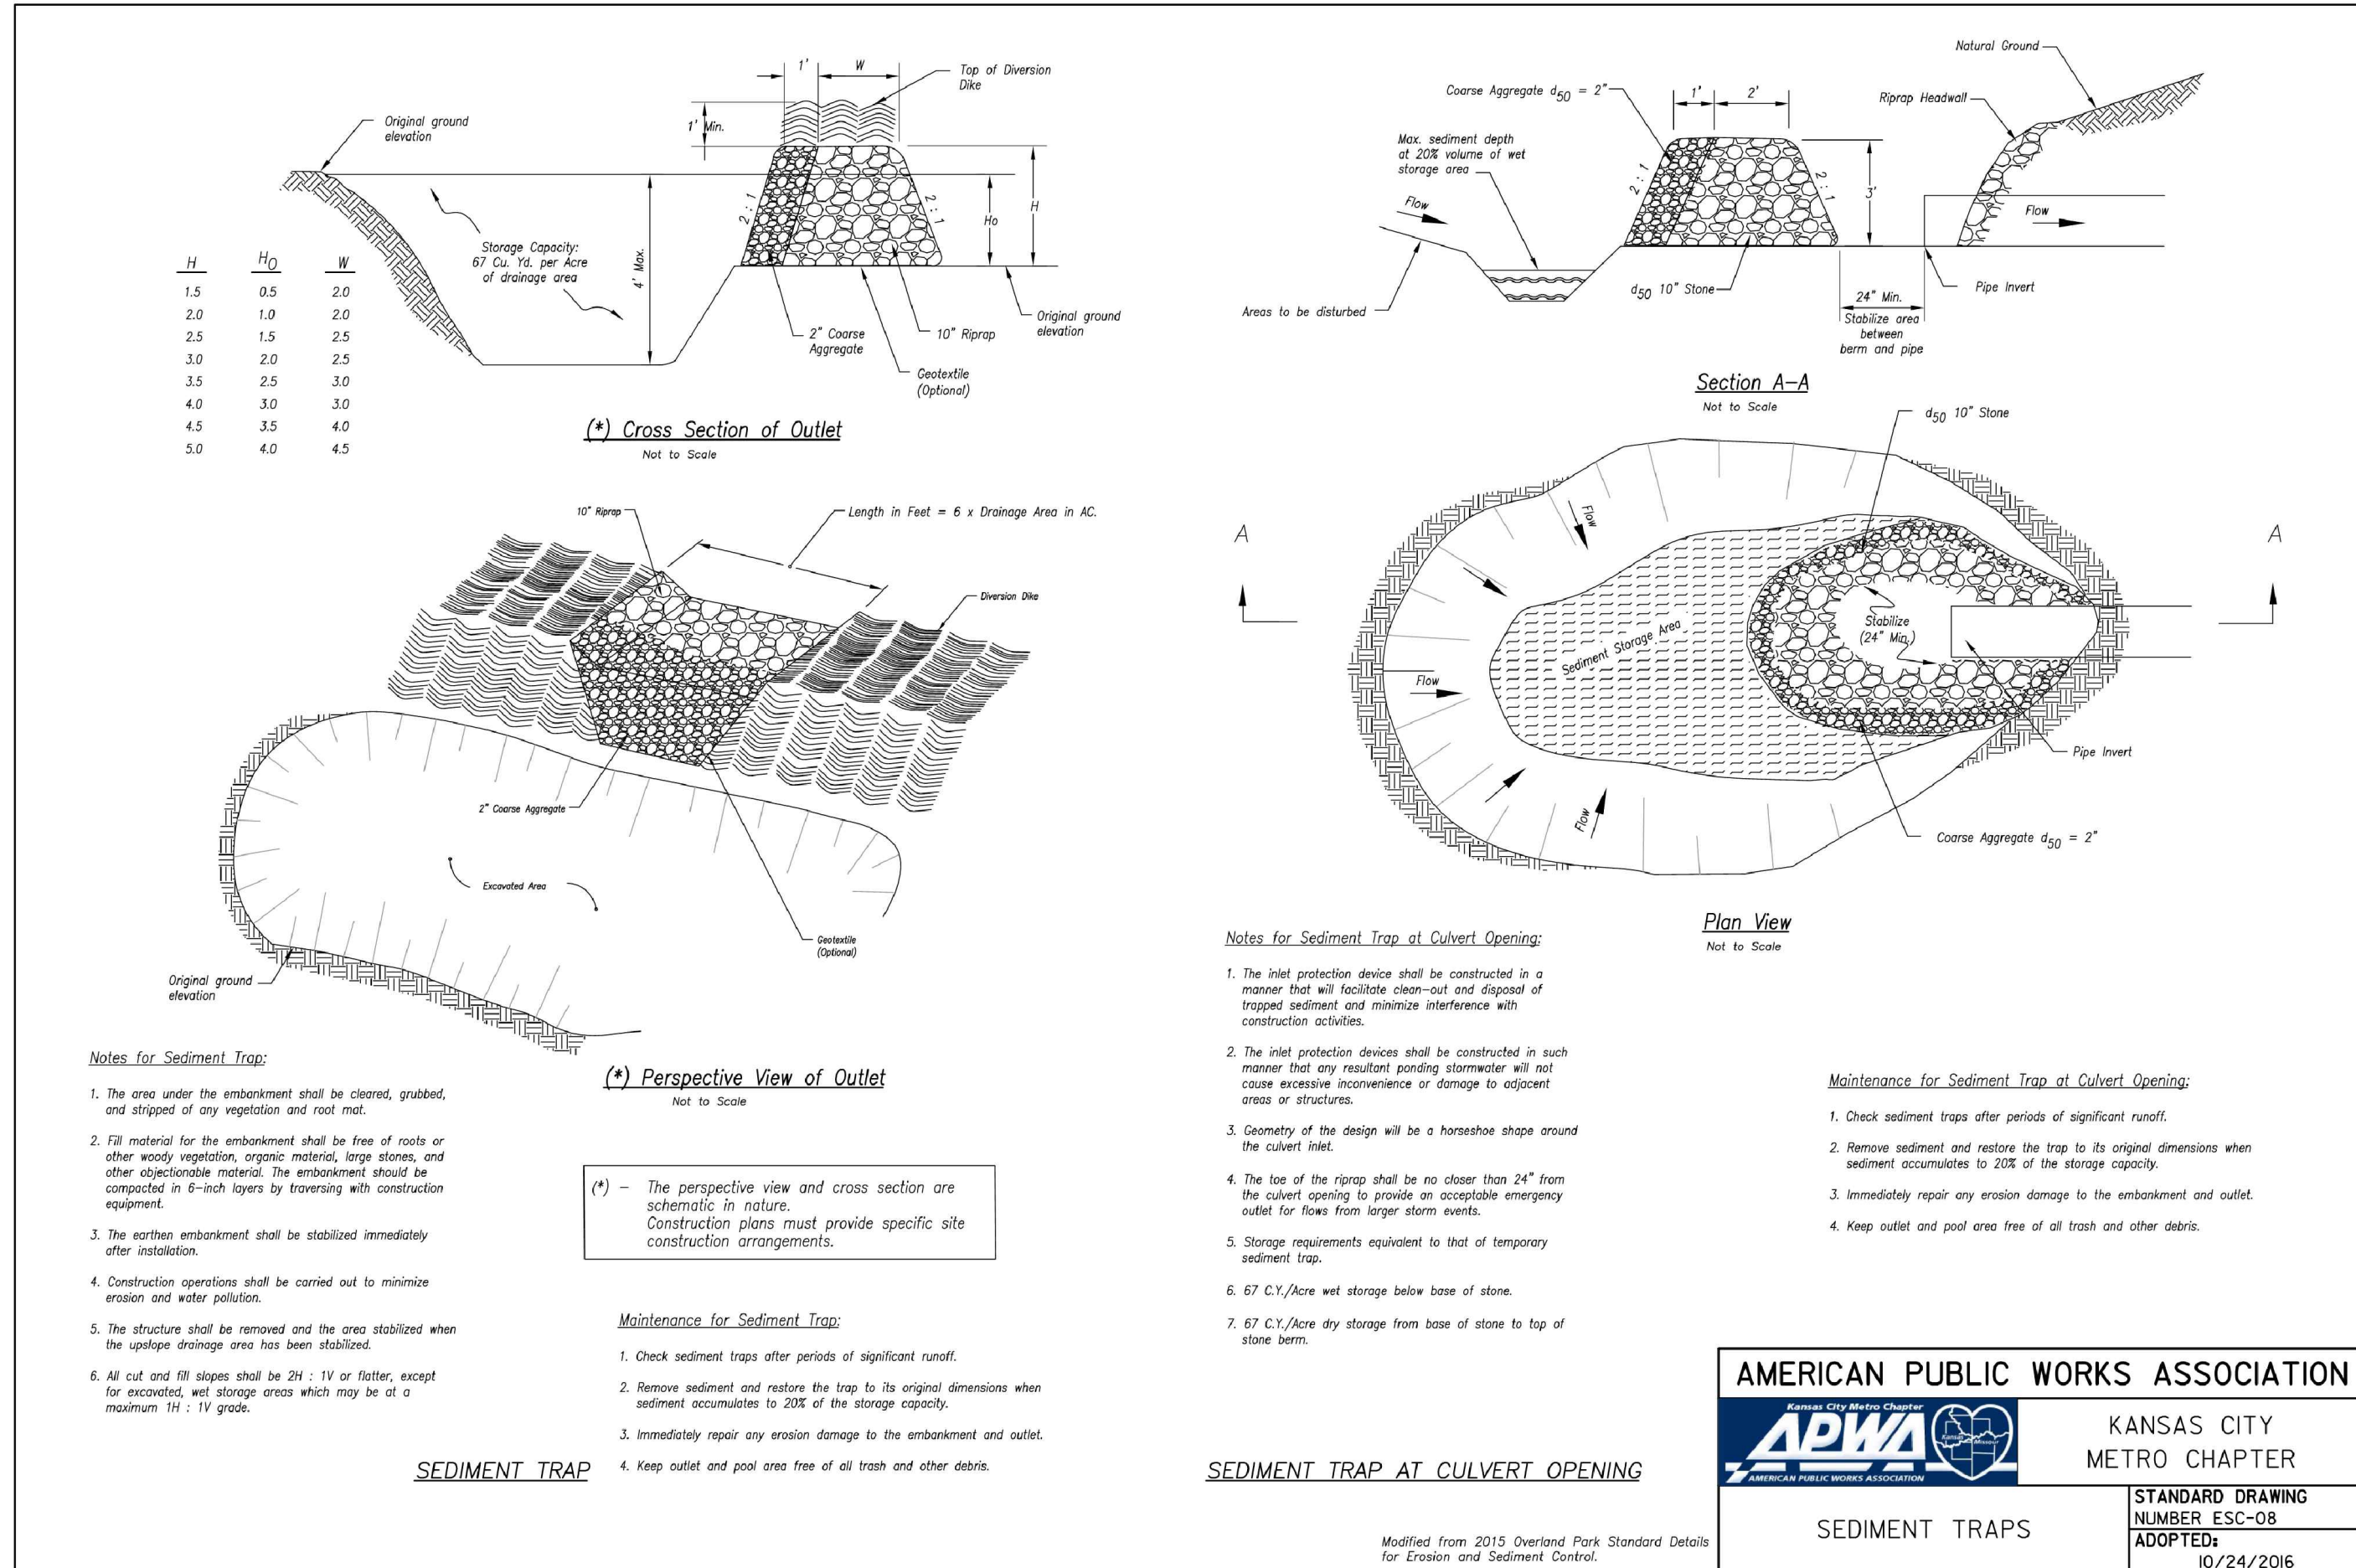 1'
W
Top of Diversion
Dike
1' Min.
Original ground
elevation
2 : 1
2 : 1
Ho
H
4' Max.
Storage Capacity:
67 Cu. Yd. per Acre
of drainage area
2" Coarse
Aggregate
10" Riprap
Original ground
elevation
Geotextile
(Optional)
H HO W
1.5 0.5 2.0
2.0 1.0 2.0
2.5 1.5 2.5
3.0 2.0 2.5
3.5 2.5 3.0
4.0 3.0 3.0
4.5 3.5 4.0
5.0 4.0 4.5
(*) Cross Section of Outlet
Not to Scale
10" Riprap
Length in Feet = 6 x Drainage Area in AC.
Diversion Dike
2" Coarse Aggregate
Excavated Area
Geotextile
(Optional)
Original ground
elevation
(*) Perspective View of Outlet
Not to Scale
Notes for Sediment Trap:
1. The area under the embankment shall be cleared, grubbed,
and stripped of any vegetation and root mat.
2. Fill material for the embankment shall be free of roots or
other woody vegetation, organic material, large stones, and
other objectionable material. The embankment should be
compacted in 6-inch layers by traversing with construction
equipment.
3. The earthen embankment shall be stabilized immediately
after installation.
4. Construction operations shall be carried out to minimize
erosion and water pollution.
5. The structure shall be removed and the area stabilized when
the upslope drainage area has been stabilized.
6. All cut and fill slopes shall be 2H : 1V or flatter, except
for excavated, wet storage areas which may be at a
maximum 1H : 1V grade.
(*) – The perspective view and cross section are
schematic in nature.
Construction plans must provide specific site
construction arrangements.
Maintenance for Sediment Trap:
1. Check sediment traps after periods of significant runoff.
2. Remove sediment and restore the trap to its original dimensions when
sediment accumulates to 20% of the storage capacity.
3. Immediately repair any erosion damage to the embankment and outlet.
4. Keep outlet and pool area free of all trash and other debris.
SEDIMENT TRAP
Natural Ground
Coarse Aggregate d50 = 2"
1'
2'
Riprap Headwall
Max. sediment depth
at 20% volume of wet
storage area
2 : 1
2 : 1
3'
Flow
Flow
Areas to be disturbed
d50 10" Stone
24" Min.
Stabilize area
between
berm and pipe
Pipe Invert
Section A-A
Not to Scale
d50 10" Stone
A
A
Flow
Stabilize
(24" Min.)
Sediment Storage Area
Flow
Flow
Pipe Invert
Coarse Aggregate d50 = 2"
Plan View
Not to Scale
Notes for Sediment Trap at Culvert Opening:
1. The inlet protection device shall be constructed in a
manner that will facilitate clean-out and disposal of
trapped sediment and minimize interference with
construction activities.
2. The inlet protection devices shall be constructed in such
manner that any resultant ponding stormwater will not
cause excessive inconvenience or damage to adjacent
areas or structures.
3. Geometry of the design will be a horseshoe shape around
the culvert inlet.
4. The toe of the riprap shall be no closer than 24" from
the culvert opening to provide an acceptable emergency
outlet for flows from larger storm events.
5. Storage requirements equivalent to that of temporary
sediment trap.
6. 67 C.Y./Acre wet storage below base of stone.
7. 67 C.Y./Acre dry storage from base of stone to top of
stone berm.
Maintenance for Sediment Trap at Culvert Opening:
1. Check sediment traps after periods of significant runoff.
2. Remove sediment and restore the trap to its original dimensions when
sediment accumulates to 20% of the storage capacity.
3. Immediately repair any erosion damage to the embankment and outlet.
4. Keep outlet and pool area free of all trash and other debris.
SEDIMENT TRAP AT CULVERT OPENING
Modified from 2015 Overland Park Standard Details
for Erosion and Sediment Control.
AMERICAN PUBLIC WORKS ASSOCIATION
Kansas City Metro Chapter
APWA
Kansas
Missouri
AMERICAN PUBLIC WORKS ASSOCIATION
KANSAS CITY
METRO CHAPTER
SEDIMENT TRAPS
STANDARD DRAWING
NUMBER ESC-08
ADOPTED:
10/24/2016